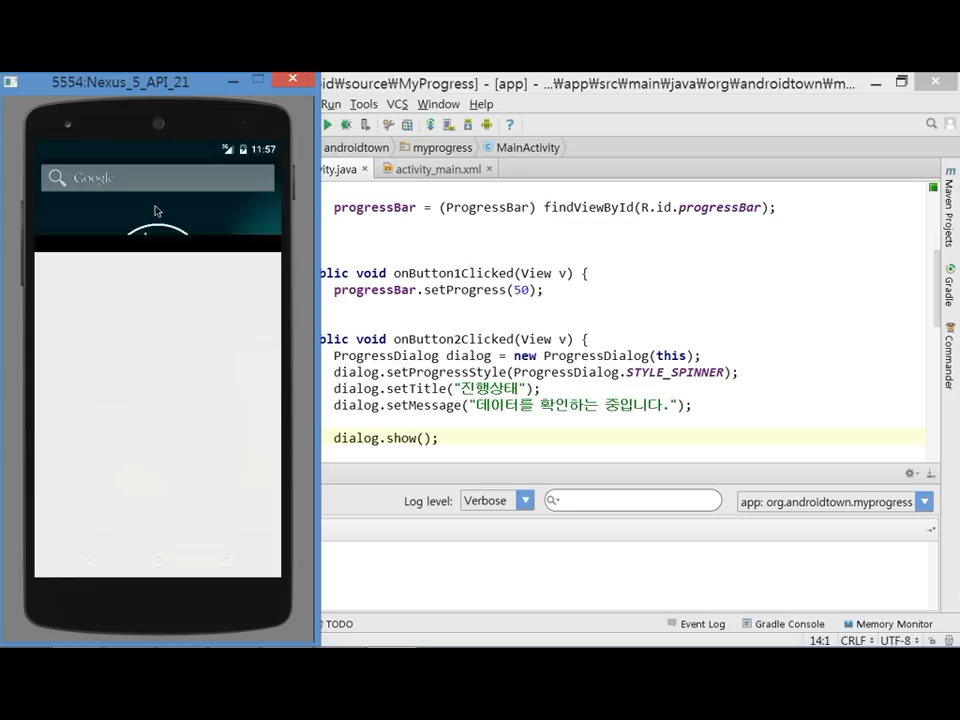 5554:Nexus_5_API_21
11:57
Google
id₩source₩MyProgress] - [app] - ...₩app₩src₩main₩java₩org₩androidtown₩m...
Run Tools VCS Window Help
androidtown myprogress MainActivity
ity.java activity_main.xml
progressBar = (ProgressBar) findViewById(R.id.progressBar);
blic void onButton1Clicked(View v) {
progressBar.setProgress(50);
blic void onButton2Clicked(View v) {
ProgressDialog dialog = new ProgressDialog(this);
dialog.setProgressStyle(ProgressDialog.STYLE_SPINNER);
dialog.setTitle("진행상태");
dialog.setMessage("데이터를 확인하는 중입니다.");
dialog.show();
Maven Projects
Gradle
Commander
Log level: Verbose app: org.androidtown.myprogress
TODO Event Log Gradle Console Memory Monitor
14:1 CRLF UTF-8